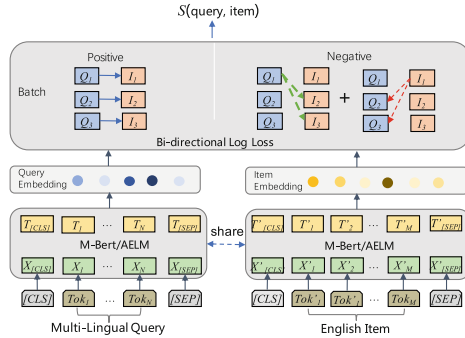 S(query, item)
Positive
Negative
Batch
Q1 I1
Q2 I2
Q3 I3
Q1 I1
Q2 I2
Q3 I3
+
Q1 I1
Q2 I2
Q3 I3
Bi-directional Log Loss
Query
Embedding
Item
Embedding
T[CLS] T1 ... TN T[SEP]
M-Bert/AELM
X[CLS] X1 ... XN X[SEP]
[CLS] Tok1 ... TokN [SEP]
Multi-Lingual Query
share
T'[CLS] T'1 T'2 ... T'M T'[SEP]
M-Bert/AELM
X'[CLS] X'1 X'2 ... X'M X'[SEP]
[CLS] Tok'1 Tok'2 ... TokM [SEP]
English Item